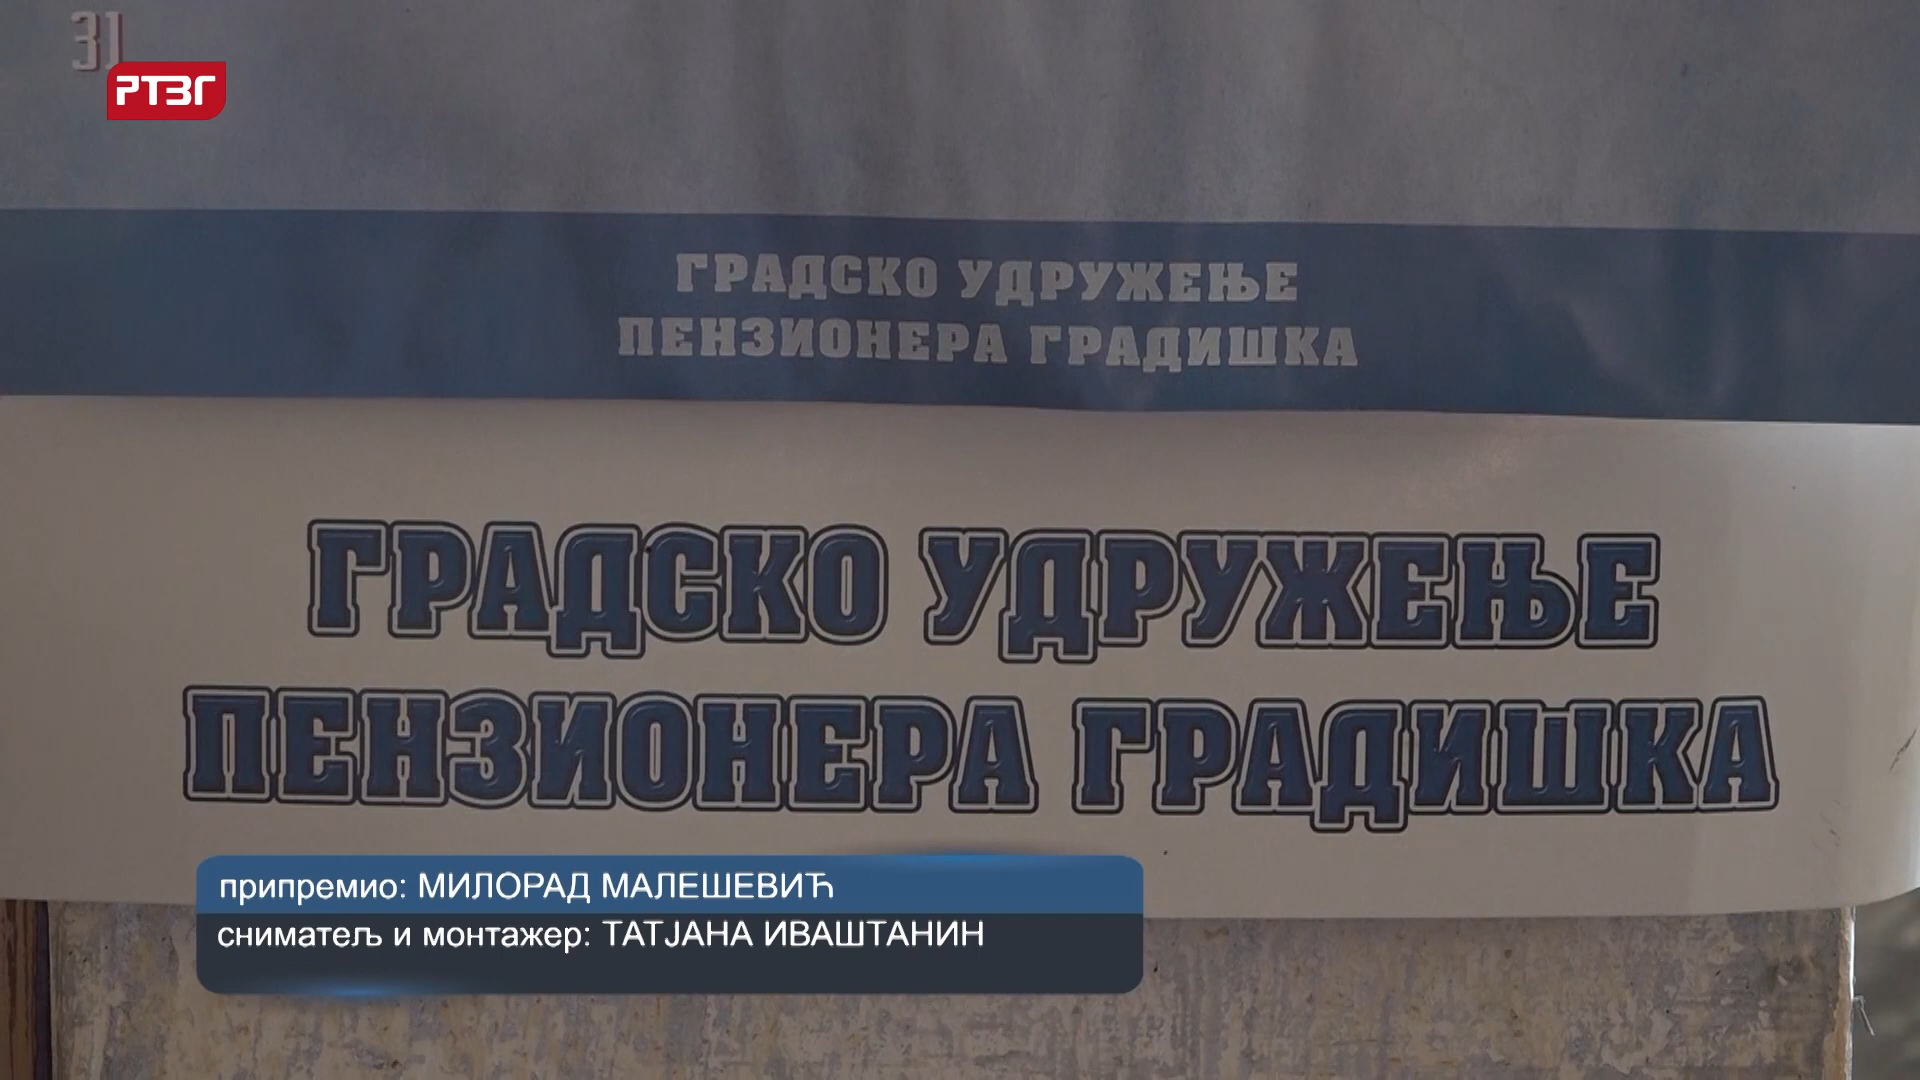 31
РТВГ
ГРАДСКО УДРУЖЕЊЕ
ПЕНЗИОНЕРА ГРАДИШКА
ГРАДСКО УДРУЖЕЊЕ
ПЕНЗИОНЕРА ГРАДИШКА
припремио: МИЛОРАД МАЛЕШЕВИЋ
сниматељ и монтажер: ТАТЈАНА ИВАШТАНИН